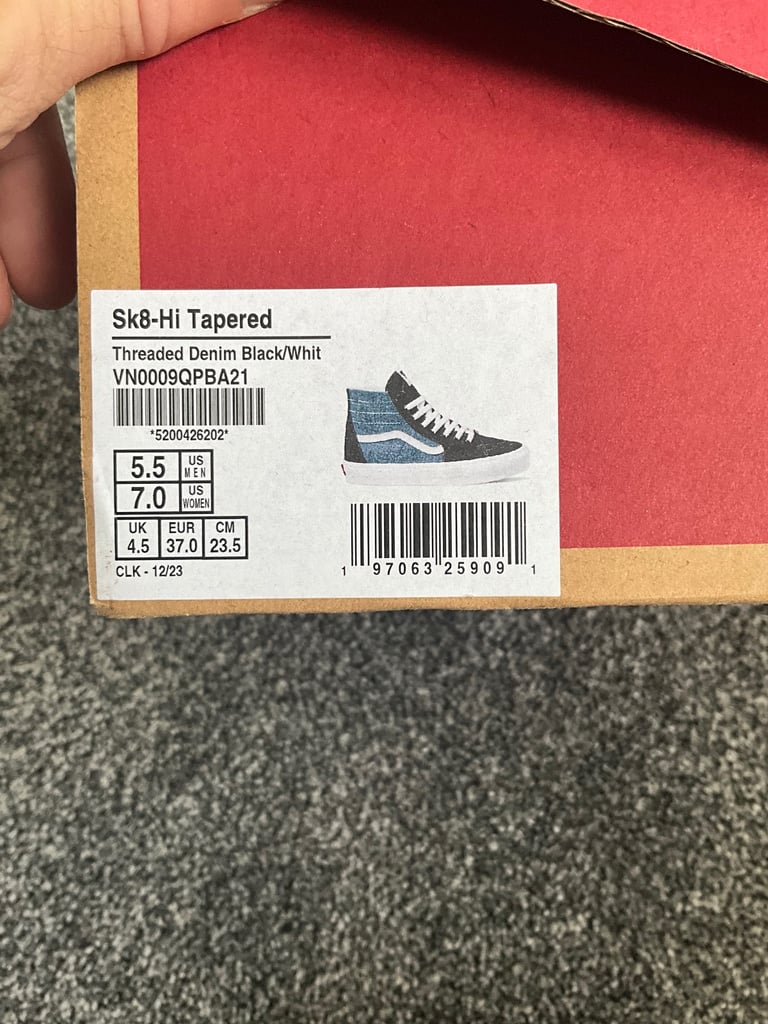 Sk8-Hi Tapered
Threaded Denim Black/Whit
VN0009QPBA21
*5200426202*
5.5 US MEN
7.0 US WOMEN
UK EUR CM
4.5 37.0 23.5
CLK - 12/23
1 97063 25909 1